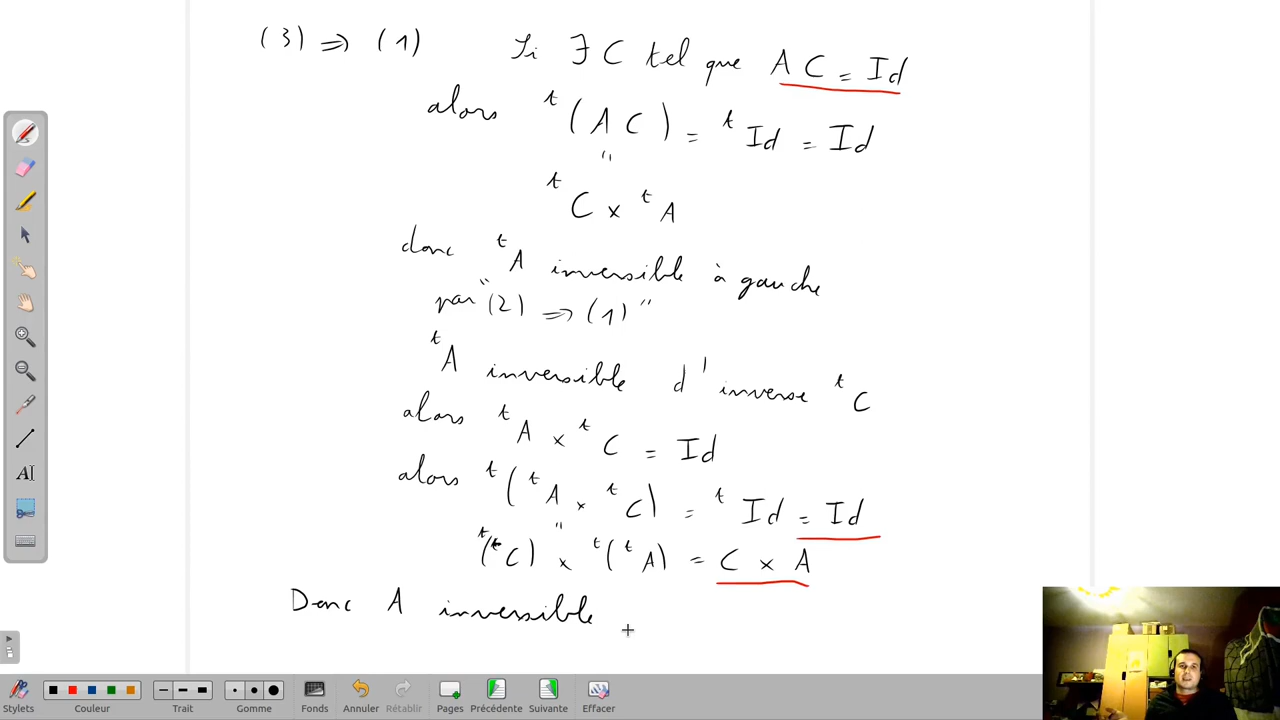 (3) ⇒ (1) Si ∃ C tel que A C = Id
alors ᵗ(A C) = ᵗId = Id
"
ᵗC × ᵗA
donc ᵗA inversible à gauche
par "(2) ⇒ (1)"
ᵗA inversible d'inverse ᵗC
alors ᵗA × ᵗC = Id
alors ᵗ(ᵗA × ᵗC) = ᵗId = Id
"
ᵗ(ᵗC) × ᵗ(ᵗA) = C × A
Donc A inversible
AI
Stylets Couleur Trait Gomme Fonds Annuler Rétablir Pages Précédente Suivante Effacer